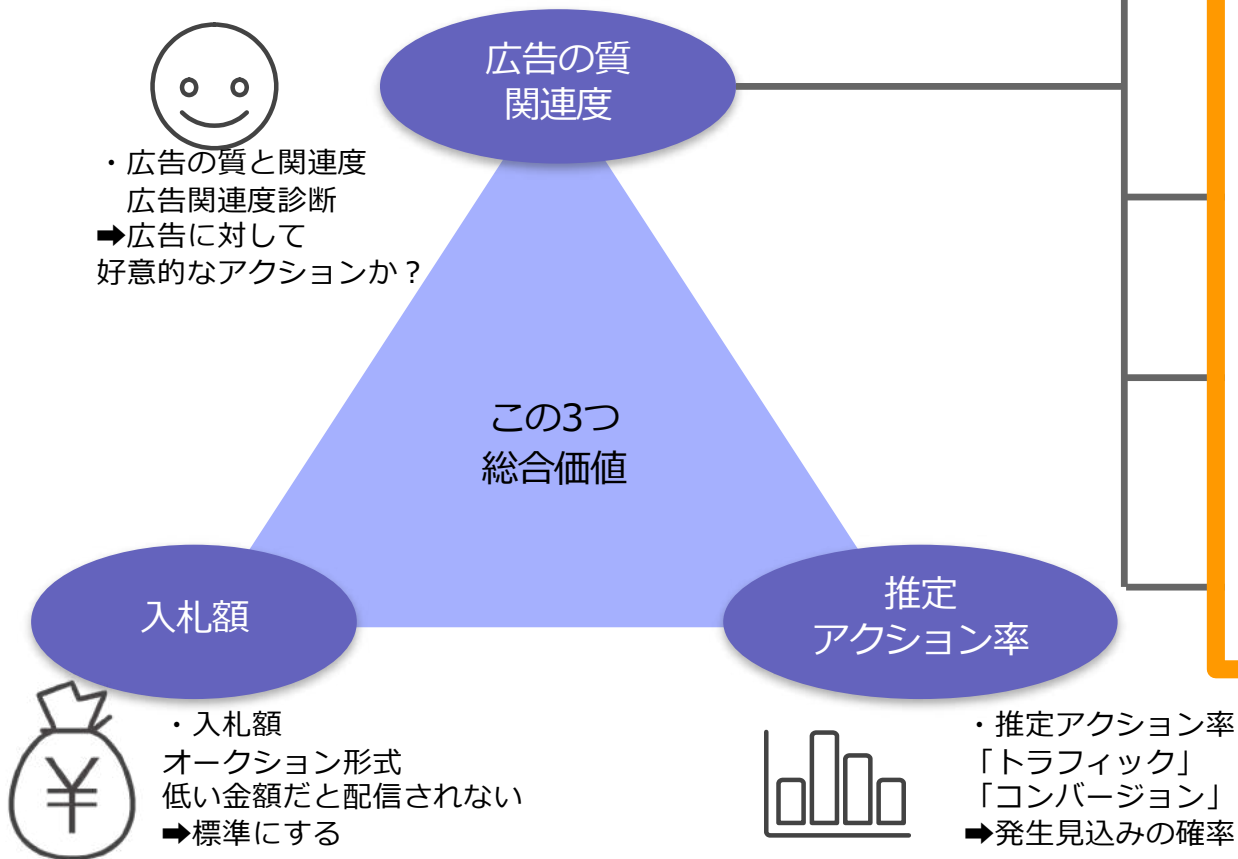 広告の質
関連度
・広告の質と関連度
広告関連度診断
➡広告に対して
好意的なアクションか？
この3つ
総合価値
入札額
推定
アクション率
・入札額
オークション形式
低い金額だと配信されない
➡標準にする
¥
・推定アクション率
「トラフィック」
「コンバージョン」
➡発生見込みの確率